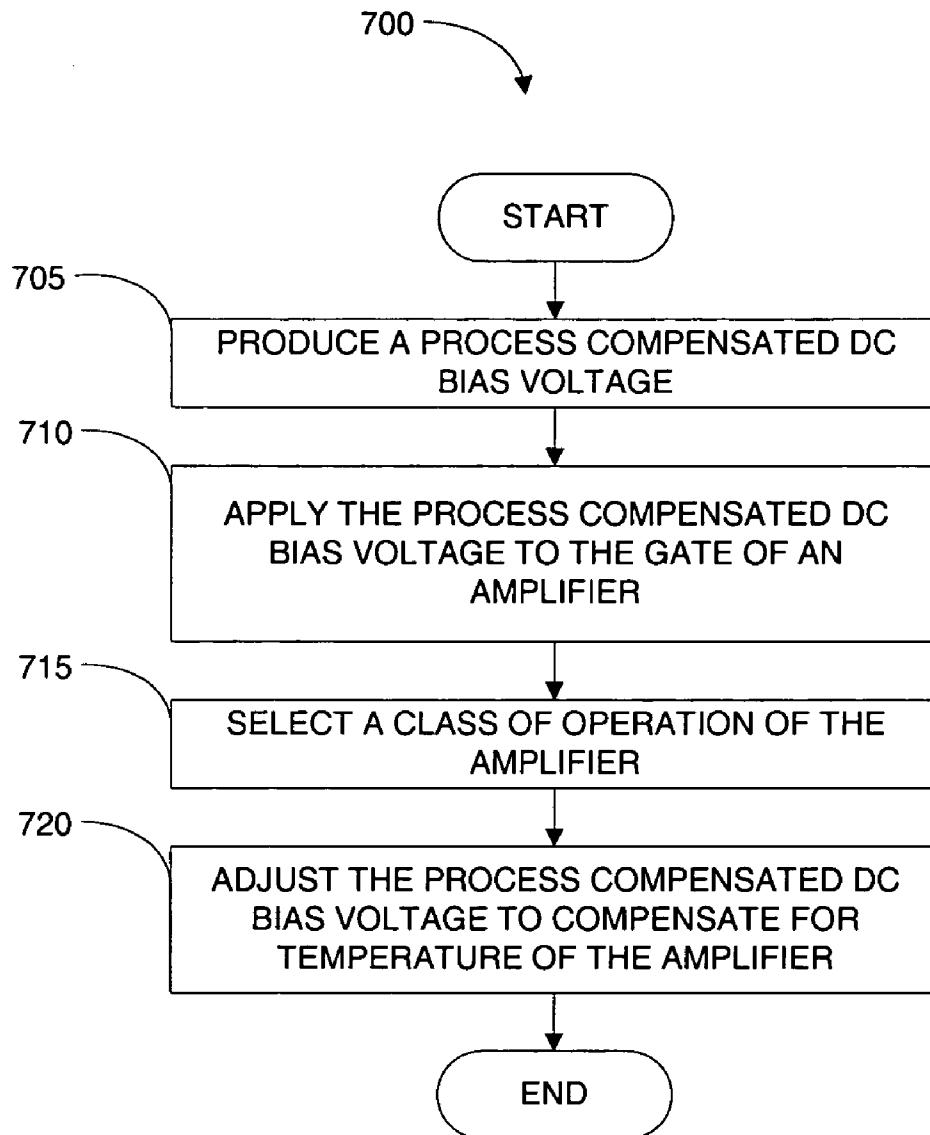 700
START
705
PRODUCE A PROCESS COMPENSATED DC
BIAS VOLTAGE
710
APPLY THE PROCESS COMPENSATED DC
BIAS VOLTAGE TO THE GATE OF AN
AMPLIFIER
715
SELECT A CLASS OF OPERATION OF THE
AMPLIFIER
720
ADJUST THE PROCESS COMPENSATED DC
BIAS VOLTAGE TO COMPENSATE FOR
TEMPERATURE OF THE AMPLIFIER
END